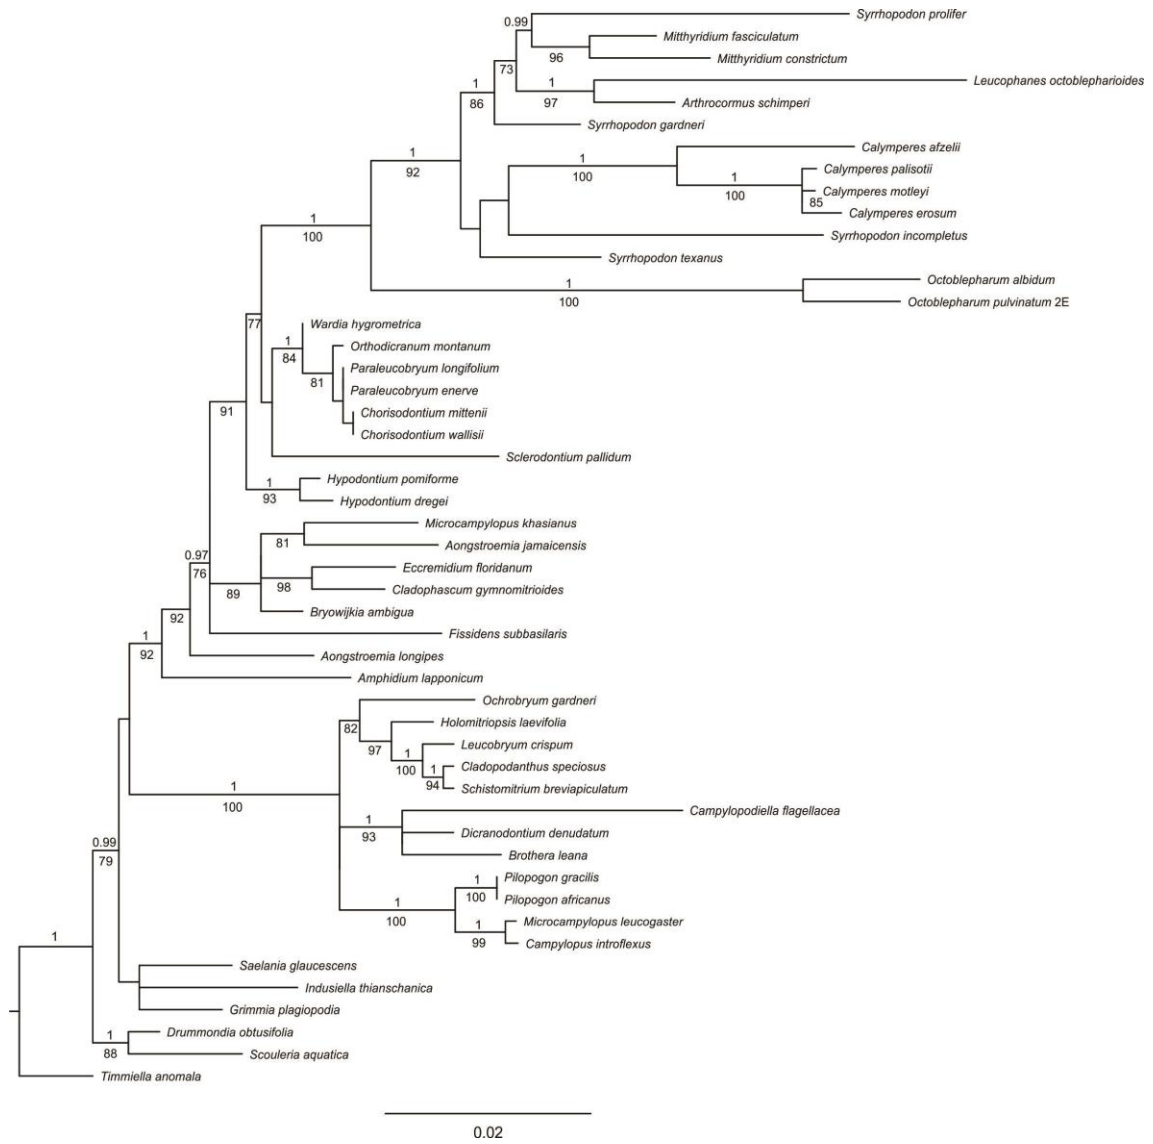 0.99
Syrrhopodon prolifer
Mitthyridium fasciculatum
96
Mitthyridium constrictum
73
1
97
Leucophanes octoblepharioides
Arthrocormus schimperi
1
86
Syrrhopodon gardneri
1
92
1
100
Calymperes afzelii
1
100
Calymperes palisotii
Calymperes motleyi
85
Calymperes erosum
Syrrhopodon incompletus
Syrrhopodon texanus
1
100
1
100
Octoblepharum albidum
Octoblepharum pulvinatum 2E
77
Wardia hygrometrica
1
84
Orthodicranum montanum
81
Paraleucobryum longifolium
Paraleucobryum enerve
Chorisodontium mittenii
Chorisodontium wallisii
91
Sclerodontium pallidum
1
93
Hypodontium pomiforme
Hypodontium dregei
Microcampylopus khasianus
81
Aongstroemia jamaicensis
0.97
76
89
98
Eccremidium floridanum
Cladophascum gymnomitrioides
Bryowijkia ambigua
92
Fissidens subbasilaris
1
92
Aongstroemia longipes
Amphidium lapponicum
Ochrobryum gardneri
82
Holomitriopsis laevifolia
97
Leucobryum crispum
1
100
Cladopodanthus speciosus
1
94
Schistomitrium breviapiculatum
1
100
Campylopodiella flagellacea
1
93
Dicranodontium denudatum
Brothera leana
0.99
79
Pilopogon gracilis
1
100
Pilopogon africanus
1
100
Microcampylopus leucogaster
1
99
Campylopus introflexus
1
Saelania glaucescens
Indusiella thianschanica
Grimmia plagiopodia
Drummondia obtusifolia
1
88
Scouleria aquatica
Timmiella anomala
0.02